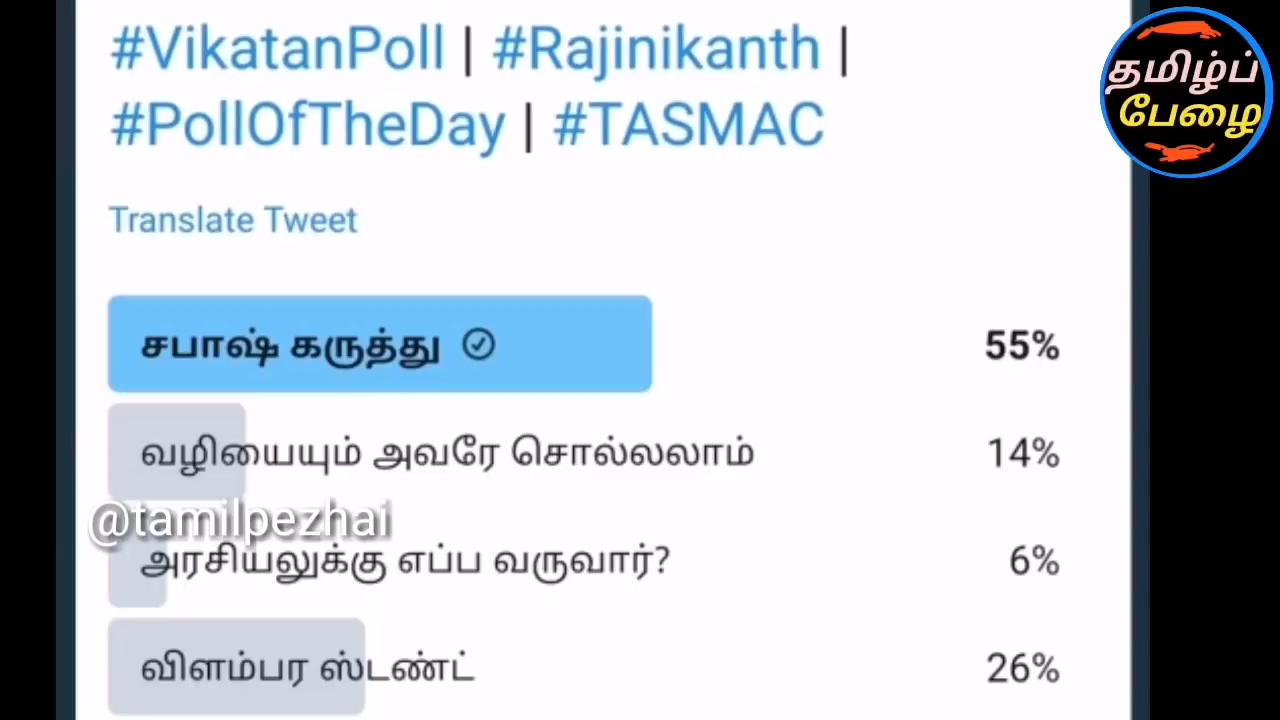 #VikatanPoll | #Rajinikanth |
#PollOfTheDay | #TASMAC
தமிழ்ப்
பேழை
Translate Tweet
சபாஷ் கருத்து 55%
வழியையும் அவரே சொல்லலாம் 14%
@tamilpezhai
அரசியலுக்கு எப்ப வருவார்? 6%
விளம்பர ஸ்டண்ட் 26%